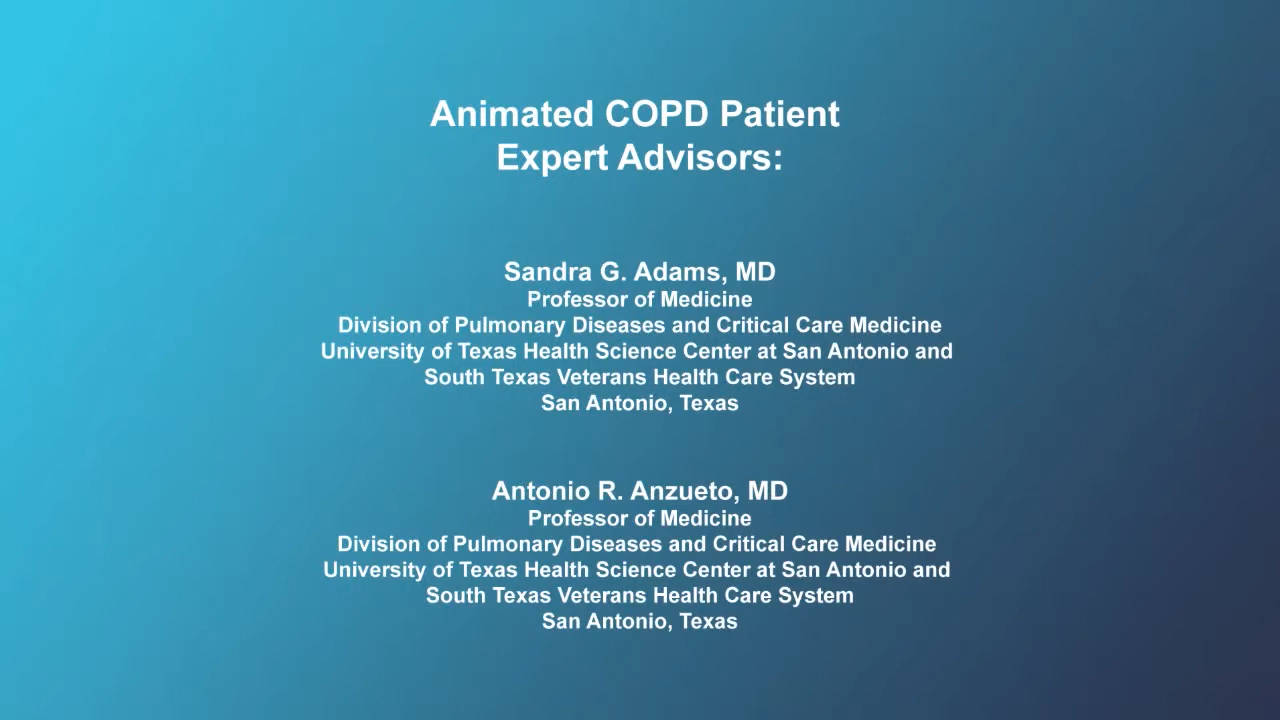 Animated COPD Patient
Expert Advisors:
Sandra G. Adams, MD
Professor of Medicine
Division of Pulmonary Diseases and Critical Care Medicine
University of Texas Health Science Center at San Antonio and
South Texas Veterans Health Care System
San Antonio, Texas
Antonio R. Anzueto, MD
Professor of Medicine
Division of Pulmonary Diseases and Critical Care Medicine
University of Texas Health Science Center at San Antonio and
South Texas Veterans Health Care System
San Antonio, Texas